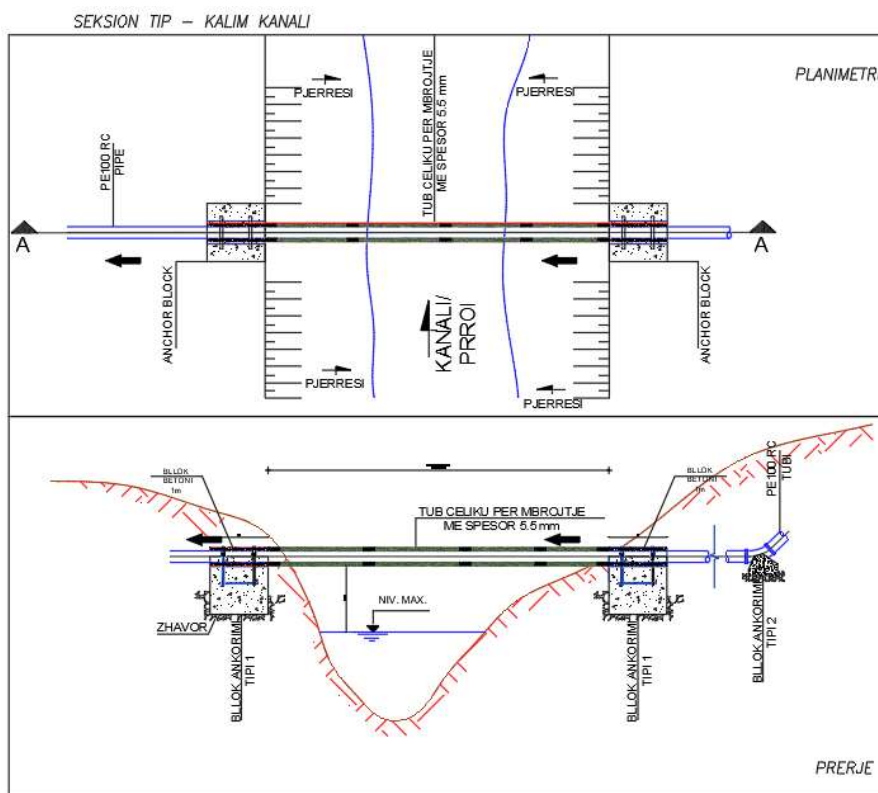 SEKSION TIP - KALIM KANALI
PLANIMETRI
PJERRESI
PJERRESI
PE100 RC
PIPE
TUB CELIKU PER MBROJTJE
ME SPESOR 5.5 mm
A
A
ANCHOR BLOCK
KANALI/
PRROI
ANCHOR BLOCK
PJERRESI
PJERRESI
BLLOK
BETONI
1m
BLLOK
BETONI
1m
PE100 RC
TUBI
TUB CELIKU PER MBROJTJE
ME SPESOR 5.5 mm
NIV. MAX.
ZHAVOR
BLLOK ANKORIMI
TIPI 1
BLLOK ANKORIMI
TIPI 1
BLLOK ANKORIMI
TIPI 2
PRERJE